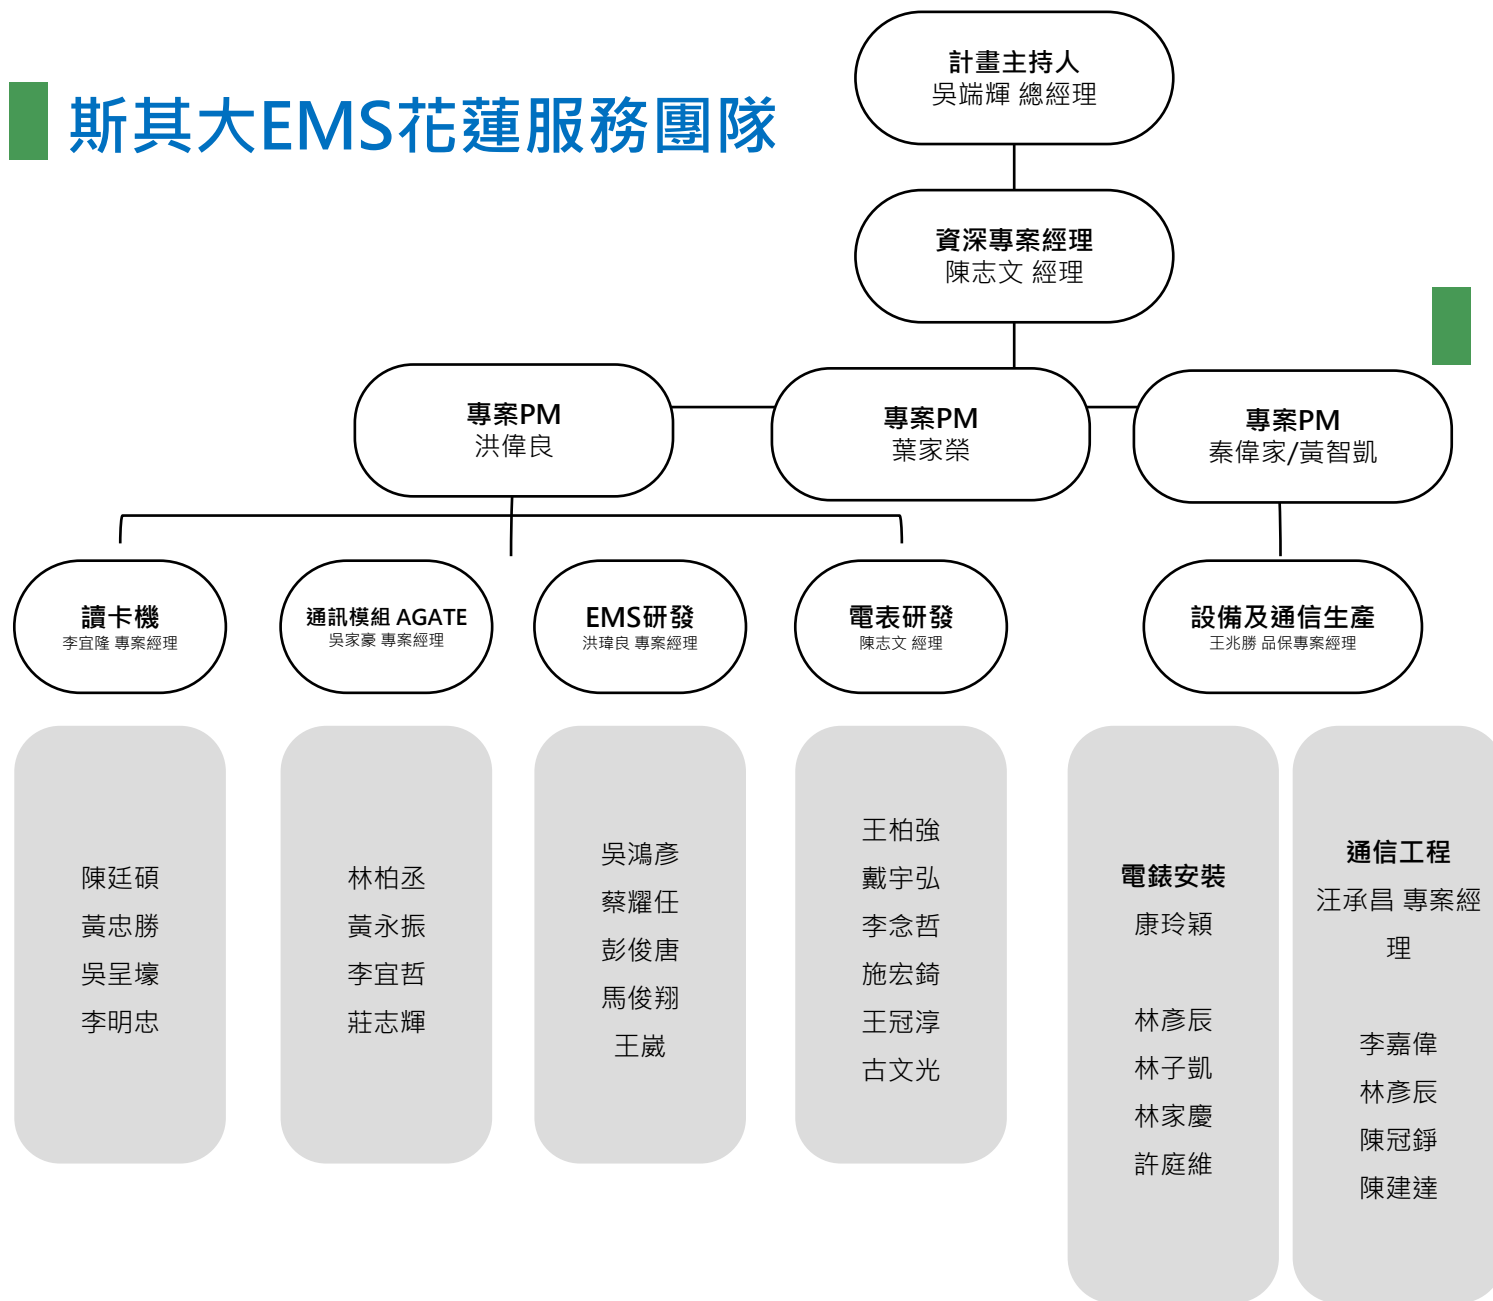 斯其大EMS花蓮服務團隊
計畫主持人
吳端輝 總經理
資深專案經理
陳志文 經理
專案PM
洪偉良
專案PM
葉家榮
專案PM
秦偉家/黃智凱
讀卡機
李宜隆 專案經理
通訊模組 AGATE
吳家豪 專案經理
EMS研發
洪瑋良 專案經理
電表研發
陳志文 經理
設備及通信生產
王兆勝 品保專案經理
陳廷碩
黃忠勝
吳呈壕
李明忠
林柏丞
黃永振
李宜哲
莊志輝
吳鴻彥
蔡耀任
彭俊唐
馬俊翔
王崴
王柏強
戴宇弘
李念哲
施宏錡
王冠淳
古文光
電錶安裝
康玲穎
林彥辰
林子凱
林家慶
許庭維
通信工程
汪承昌 專案經
理
李嘉偉
林彥辰
陳冠錚
陳建達